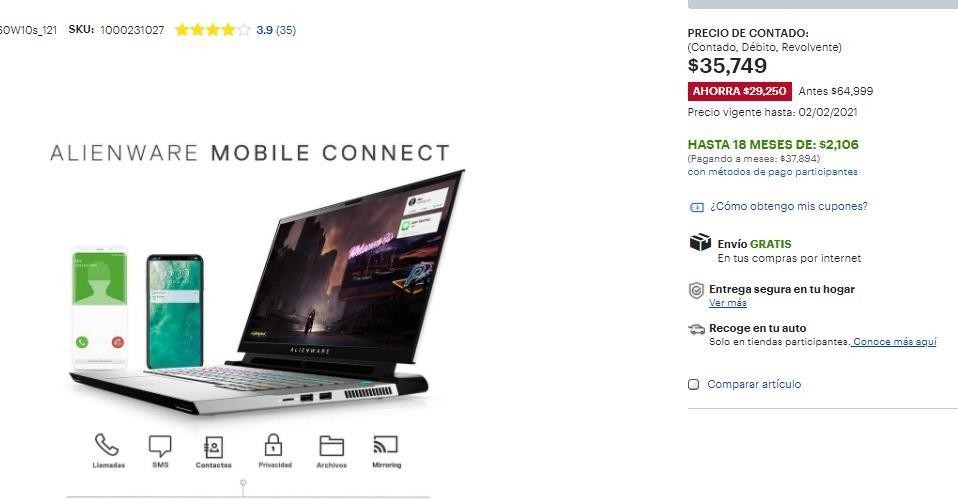 60W10s_121 SKU: 1000231027 3.9 (35)
ALIENWARE MOBILE CONNECT
ALIENWARE
Llamadas SMS Contactos Privacidad Archivos Mirroring
PRECIO DE CONTADO:
(Contado, Débito, Revolvente)
$35,749
AHORRA $29,250 Antes $64,999
Precio vigente hasta: 02/02/2021
HASTA 18 MESES DE: $2,106
(Pagando a meses: $37,894)
con métodos de pago participantes
¿Cómo obtengo mis cupones?
Envío GRATIS
En tus compras por internet
Entrega segura en tu hogar
Ver más
Recoge en tu auto
Solo en tiendas participantes. Conoce más aquí
Comparar artículo